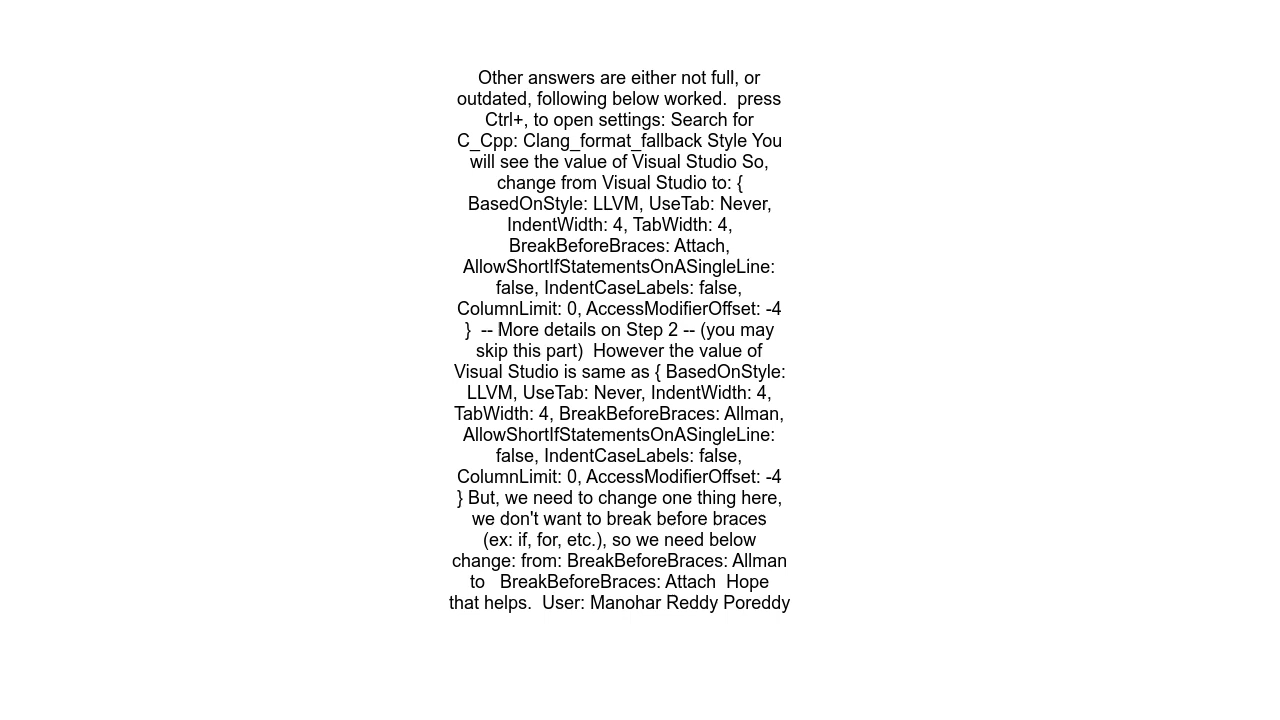 Other answers are either not full, or
outdated, following below worked.  press
Ctrl+, to open settings: Search for
C_Cpp: Clang_format_fallback Style You
will see the value of Visual Studio So,
change from Visual Studio to: {
BasedOnStyle: LLVM, UseTab: Never,
IndentWidth: 4, TabWidth: 4,
BreakBeforeBraces: Attach,
AllowShortIfStatementsOnASingleLine:
false, IndentCaseLabels: false,
ColumnLimit: 0, AccessModifierOffset: -4
}  -- More details on Step 2 -- (you may
skip this part)  However the value of
Visual Studio is same as { BasedOnStyle:
LLVM, UseTab: Never, IndentWidth: 4,
TabWidth: 4, BreakBeforeBraces: Allman,
AllowShortIfStatementsOnASingleLine:
false, IndentCaseLabels: false,
ColumnLimit: 0, AccessModifierOffset: -4
} But, we need to change one thing here,
we don't want to break before braces
(ex: if, for, etc.), so we need below
change: from: BreakBeforeBraces: Allman
to   BreakBeforeBraces: Attach  Hope
that helps.  User: Manohar Reddy Poreddy